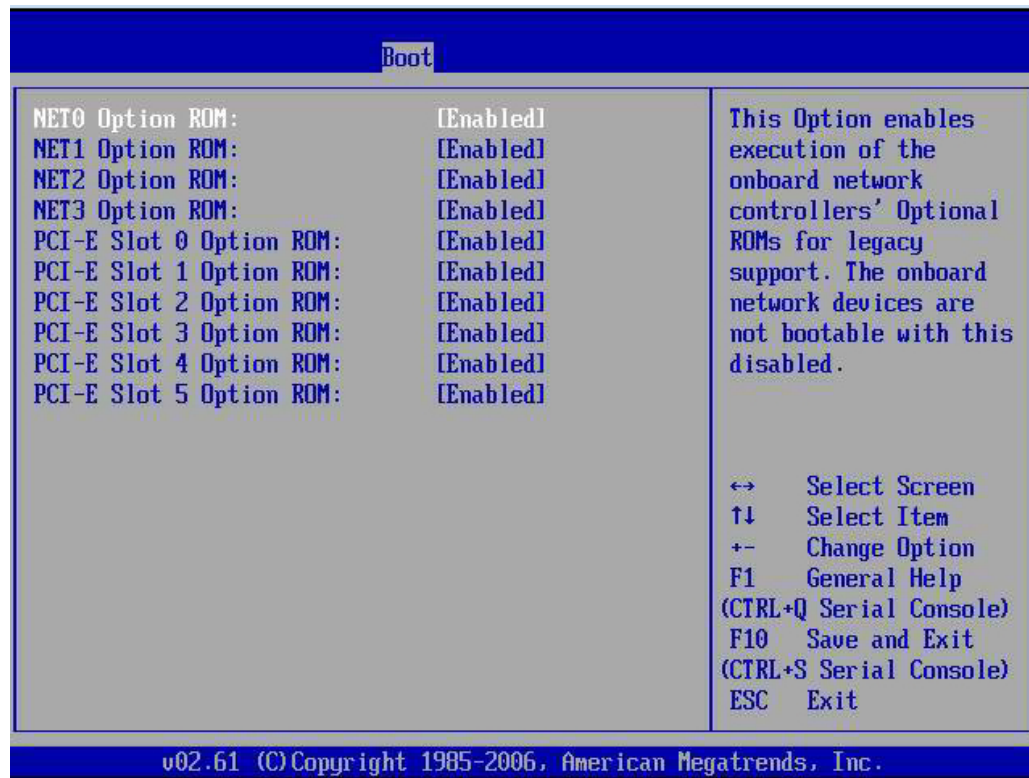 Boot
NET0 Option ROM: [Enabled]
NET1 Option ROM: [Enabled]
NET2 Option ROM: [Enabled]
NET3 Option ROM: [Enabled]
PCI-E Slot 0 Option ROM: [Enabled]
PCI-E Slot 1 Option ROM: [Enabled]
PCI-E Slot 2 Option ROM: [Enabled]
PCI-E Slot 3 Option ROM: [Enabled]
PCI-E Slot 4 Option ROM: [Enabled]
PCI-E Slot 5 Option ROM: [Enabled]
This Option enables
execution of the
onboard network
controllers' Optional
ROMs for legacy
support. The onboard
network devices are
not bootable with this
disabled.
↔ Select Screen
↑↓ Select Item
+- Change Option
F1 General Help
(CTRL+Q Serial Console)
F10 Save and Exit
(CTRL+S Serial Console)
ESC Exit
v02.61 (C)Copyright 1985-2006, American Megatrends, Inc.